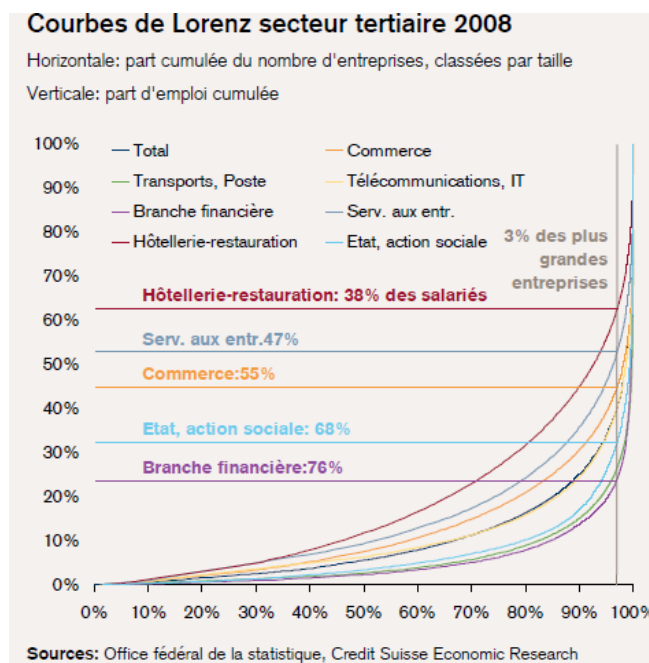 Courbes de Lorenz secteur tertiaire 2008
Horizontale: part cumulée du nombre d'entreprises, classées par taille
Verticale: part d'emploi cumulée
100%
90%
80%
70%
60%
50%
40%
30%
20%
10%
0%
Total
Commerce
Transports, Poste
Télécommunications, IT
Branche financière
Serv. aux entr.
Hôtellerie-restauration
Etat, action sociale
3% des plus
grandes
entreprises
Hôtellerie-restauration: 38% des salariés
Serv. aux entr.47%
Commerce:55%
Etat, action sociale: 68%
Branche financière:76%
0% 10% 20% 30% 40% 50% 60% 70% 80% 90% 100%
Sources: Office fédéral de la statistique, Credit Suisse Economic Research